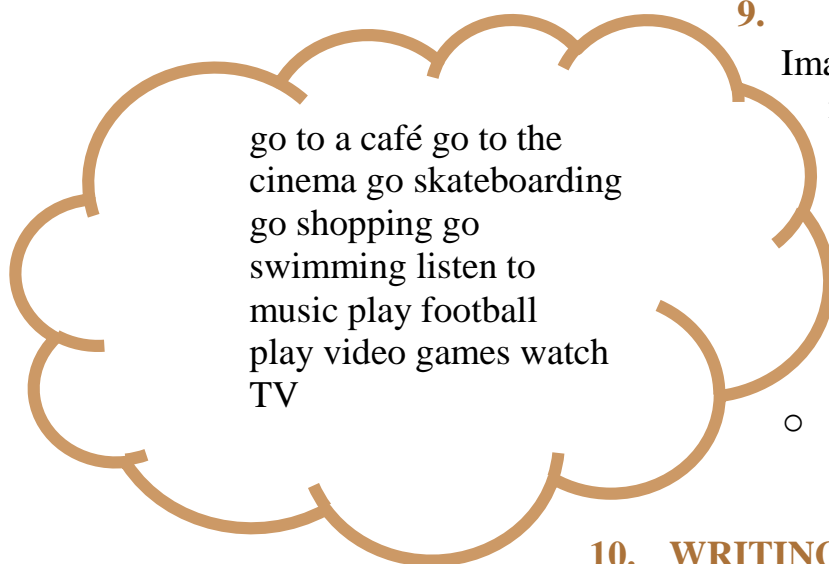 9.
Ima
go to a café go to the
cinema go skateboarding
go shopping go
swimming listen to
music play football
play video games watch
TV
10. WRITING